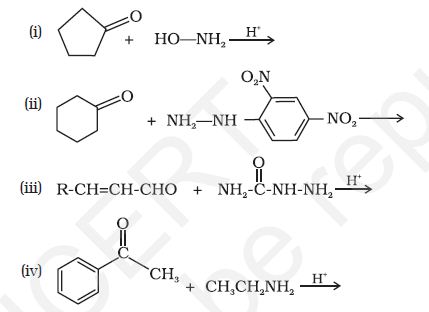 (i) O + HO—NH₂ H⁺
O₂N
(ii) O + NH₂—NH NO₂
O
(iii) R-CH=CH-CHO + NH₂-C-NH-NH₂ H⁺
O
(iv) C CH₃ + CH₃CH₂NH₂ H⁺